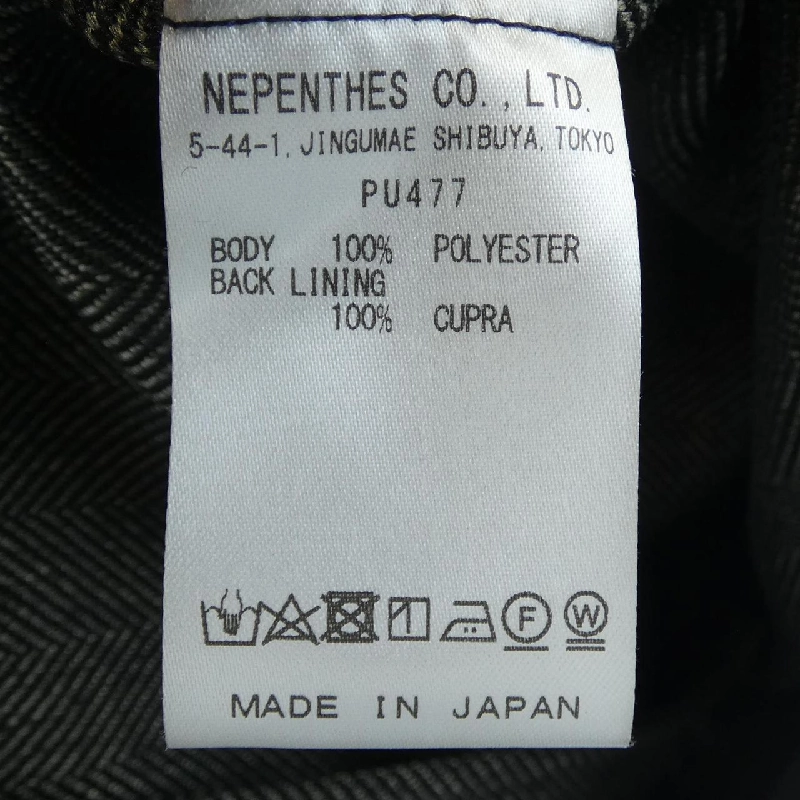 NEPENTHES CO.,LTD.
5-44-1, JINGUMAE SHIBUYA, TOKYO
PU477
BODY 100% POLYESTER
BACK LINING
100% CUPRA
F W
MADE IN JAPAN